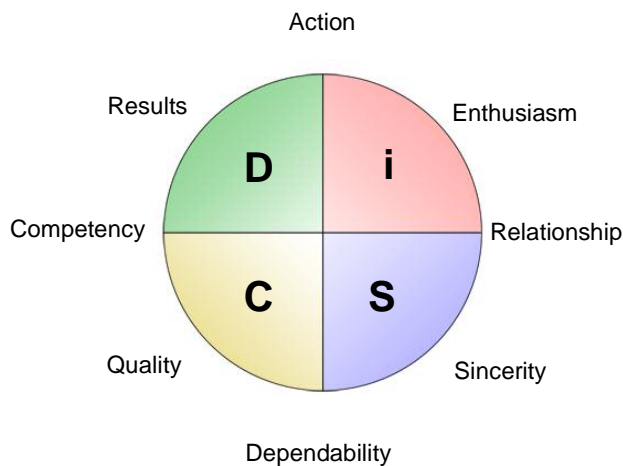 Action
Results
Enthusiasm
D
i
Competency
Relationship
C
S
Quality
Sincerity
Dependability